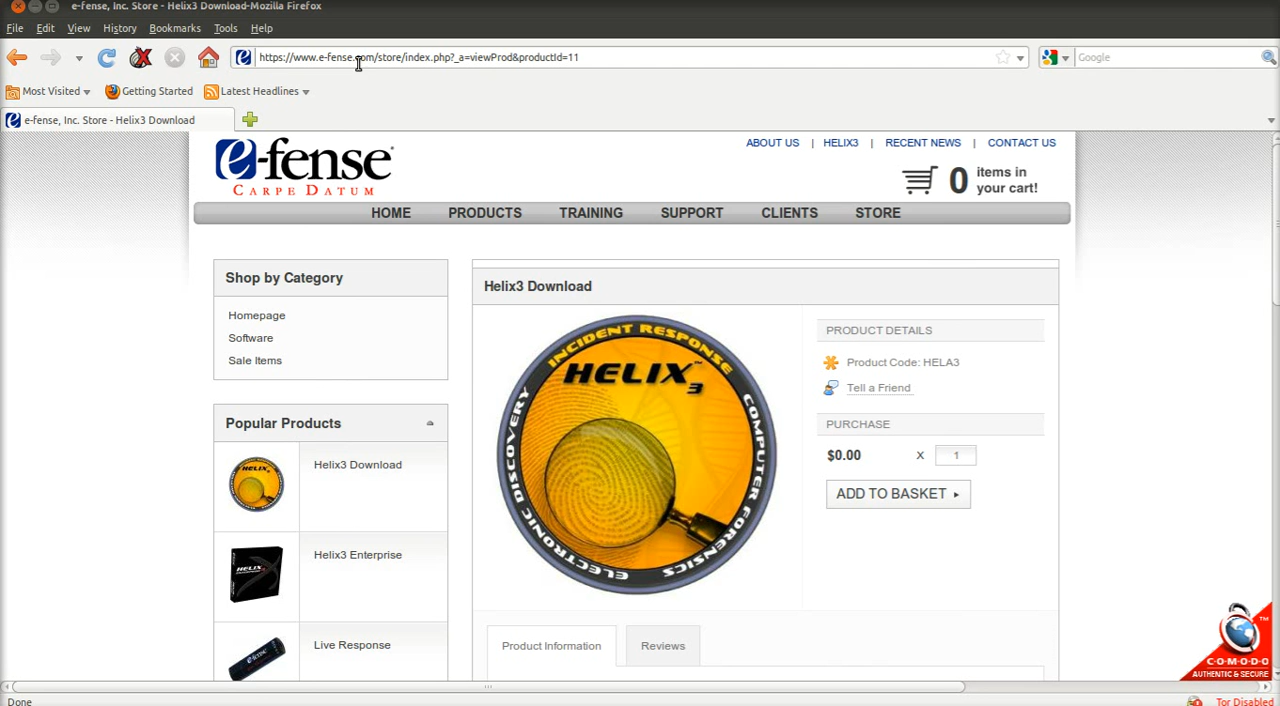 e-fense, Inc. Store - Helix3 Download-Mozilla Firefox
File Edit View History Bookmarks Tools Help
https://www.e-fense.com/store/index.php?_a=viewProd&productId=11
Google
Most Visited Getting Started Latest Headlines
e-fense, Inc. Store - Helix3 Download
e-fense
CARPE DATUM
ABOUT US | HELIX3 | RECENT NEWS | CONTACT US
0 items in
your cart!
HOME PRODUCTS TRAINING SUPPORT CLIENTS STORE
Shop by Category
Homepage
Software
Sale Items
Popular Products
Helix3 Download
Helix3 Enterprise
Live Response
e-fense
Helix3 Download
INCIDENT RESPONSE
HELIX3™
COMPUTER FORENSICS
ELECTRONIC DISCOVERY
PRODUCT DETAILS
Product Code: HELA3
Tell a Friend
PURCHASE
$0.00 X 1
ADD TO BASKET
Product Information Reviews
TM
C·O·M·O·D·O
AUTHENTIC & SECURE
Done
Tor Disabled